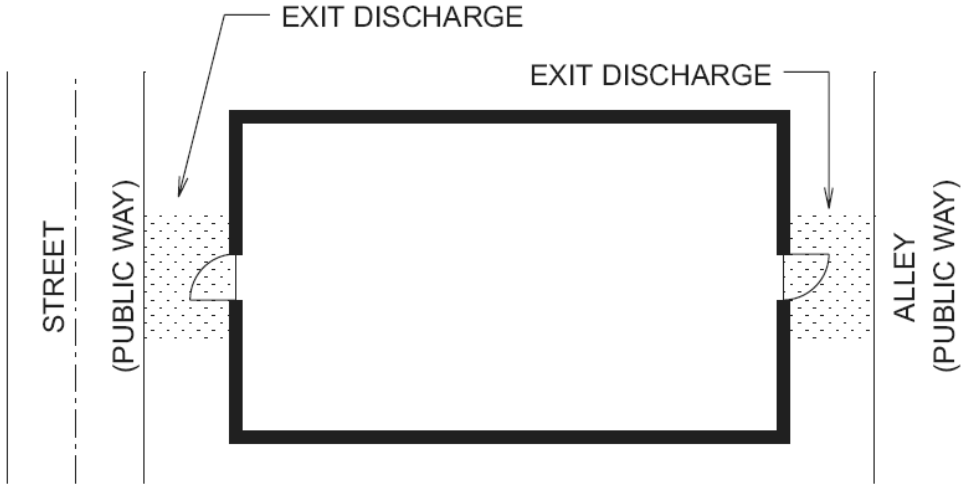 EXIT DISCHARGE
EXIT DISCHARGE
STREET
(PUBLIC WAY)
ALLEY
(PUBLIC WAY)